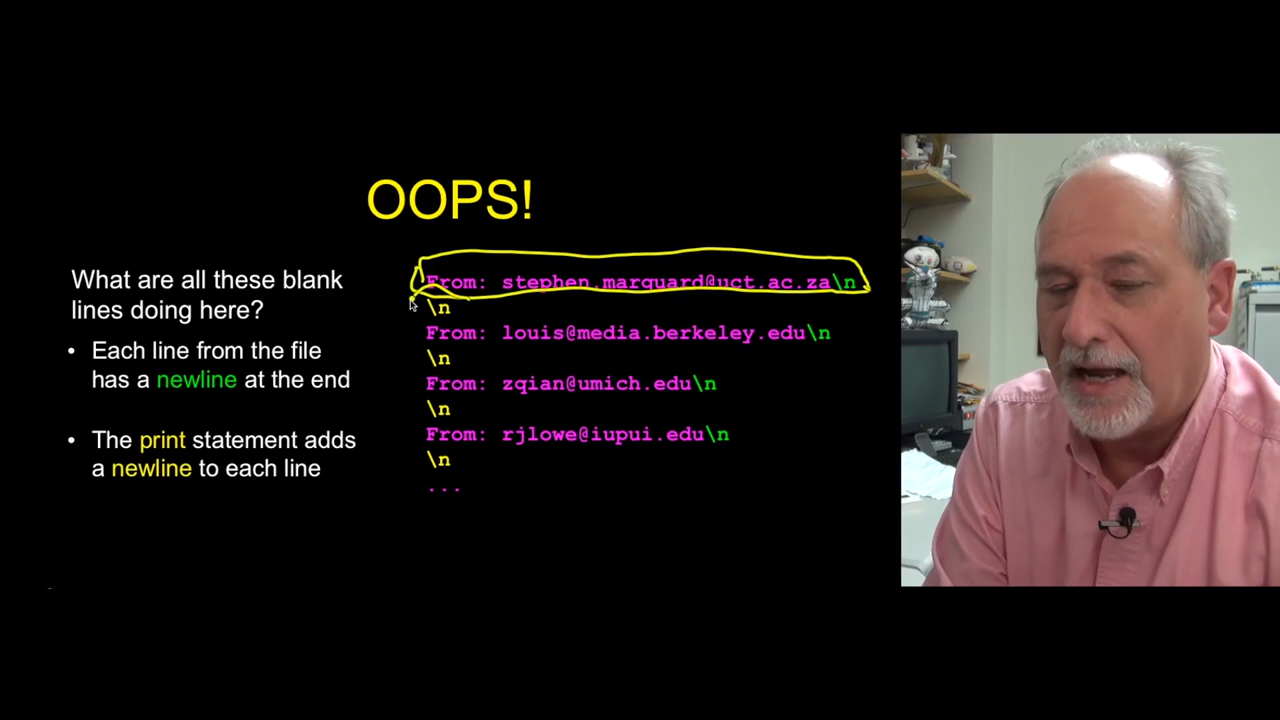 OOPS!
What are all these blank
lines doing here?
• Each line from the file
has a newline at the end
• The print statement adds
a newline to each line
From: stephen.marquard@uct.ac.za\n
\n
From: louis@media.berkeley.edu\n
\n
From: zqian@umich.edu\n
\n
From: rjlowe@iupui.edu\n
\n
...